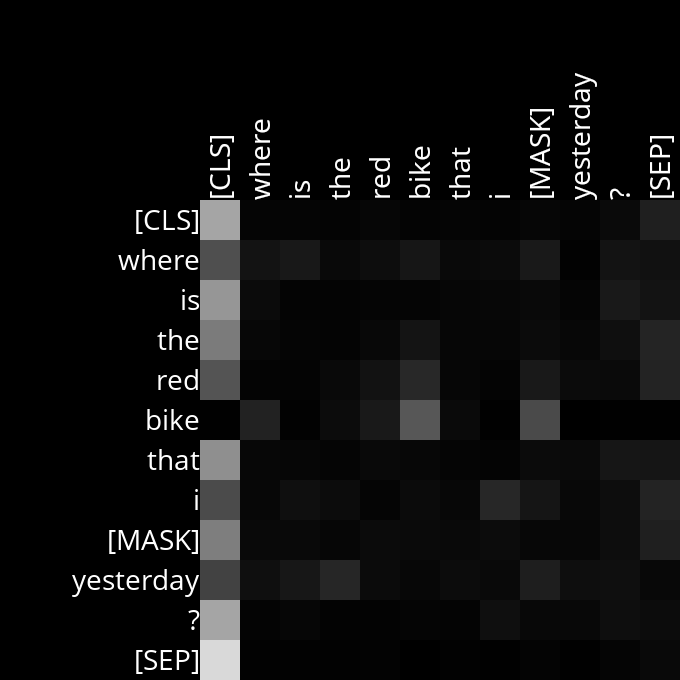 [CLS] where is the red bike that i [MASK] yesterday ? [SEP]
[CLS]
where
is
the
red
bike
that
i
[MASK]
yesterday
?
[SEP]